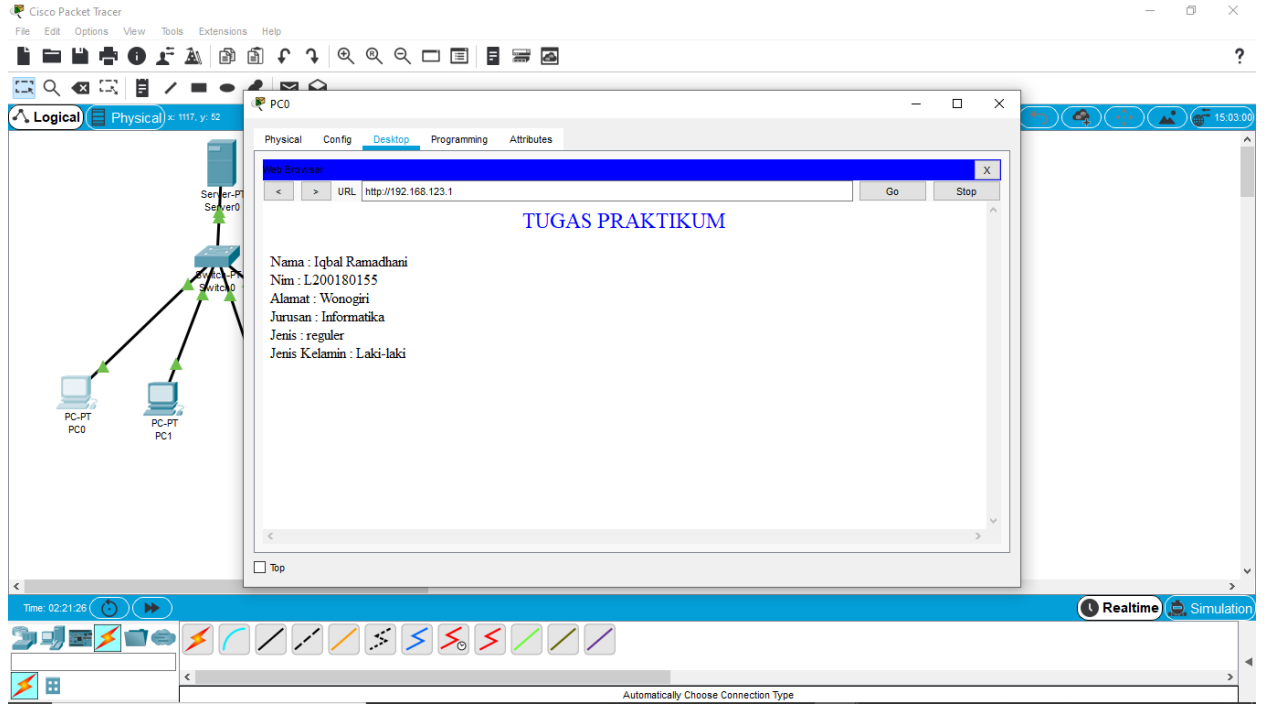 Cisco Packet Tracer
File Edit Options View Tools Extensions Help
?
Logical Physical x: 1117, y: 52
15:03:00
PC0
Physical Config Desktop Programming Attributes
Web Browser
X
< > URL http://192.168.123.1 Go Stop
TUGAS PRAKTIKUM
Nama : Iqbal Ramadhani
Nim : L200180155
Alamat : Wonogiri
Jurusan : Informatika
Jenis : reguler
Jenis Kelamin : Laki-laki
Top
Server-PT
Server0
Switch-PT
Switch0
PC-PT
PC0
PC-PT
PC1
Time: 02:21:26
Realtime Simulation
Automatically Choose Connection Type